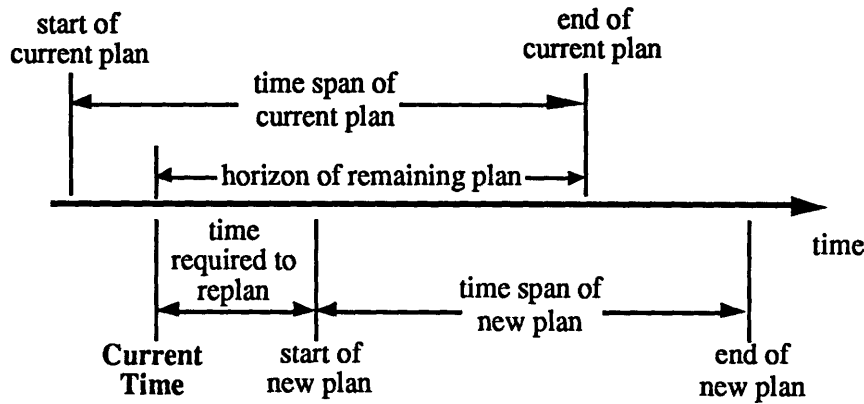 start of
current plan
end of
current plan
time span of
current plan
horizon of remaining plan
time
time
required to
replan
time span of
new plan
Current
Time
start of
new plan
end of
new plan